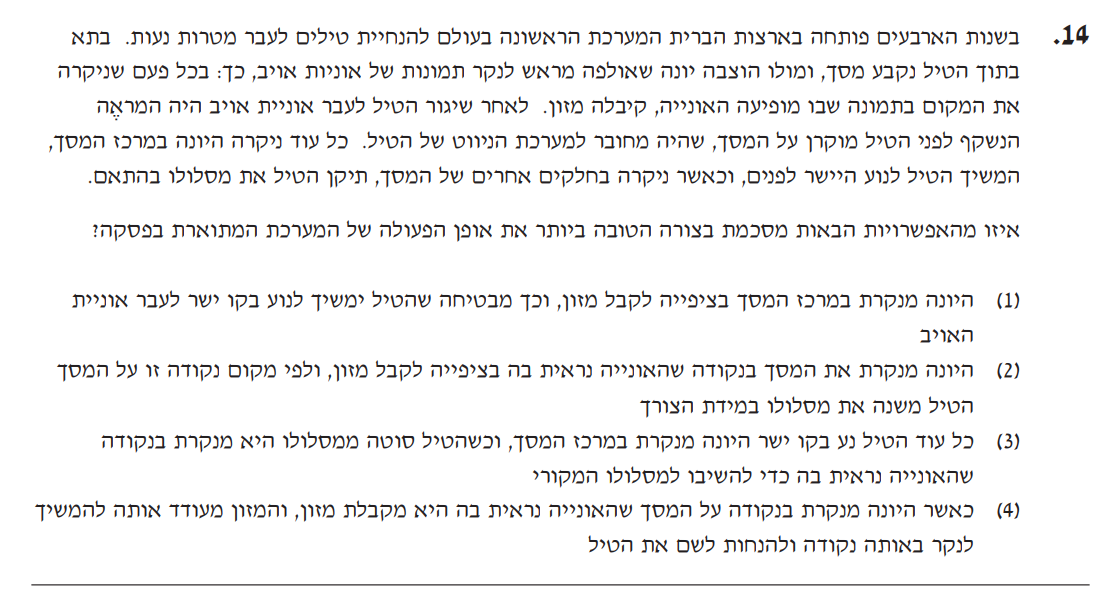 14. בשנות הארבעים פותחה בארצות הברית המערכת הראשונה בעולם להנחיית טילים לעבר מטרות נעות. בתא
בתוך הטיל נקבע מסך, ומולו הוצבה יונה שאולפה מראש לנקר תמונות של אוניות אויב, כך: בכל פעם שניקרה
את המקום בתמונה שבו מופיעה האונייה, קיבלה מזון. לאחר שיגור הטיל לעבר אוניית אויב היה המראֶה
הנשקף לפני הטיל מוקרן על המסך, שהיה מחובר למערכת הניווט של הטיל. כל עוד ניקרה היונה במרכז המסך,
המשיך הטיל לנוע היישר לפנים, וכאשר ניקרה בחלקים אחרים של המסך, תיקן הטיל את מסלולו בהתאם.
איזו מהאפשרויות הבאות מסכמת בצורה הטובה ביותר את אופן הפעולה של המערכת המתוארת בפסקה?
(1) היונה מנקרת במרכז המסך בציפייה לקבל מזון, וכך מבטיחה שהטיל ימשיך לנוע בקו ישר לעבר אוניית
האויב
(2) היונה מנקרת את המסך בנקודה שהאונייה נראית בה בציפייה לקבל מזון, ולפי מקום נקודה זו על המסך
הטיל משנה את מסלולו במידת הצורך
(3) כל עוד הטיל נע בקו ישר היונה מנקרת במרכז המסך, וכשהטיל סוטה ממסלולו היא מנקרת בנקודה
שהאונייה נראית בה כדי להשיבו למסלולו המקורי
(4) כאשר היונה מנקרת בנקודה על המסך שהאונייה נראית בה היא מקבלת מזון, והמזון מעודד אותה להמשיך
לנקר באותה נקודה ולהנחות לשם את הטיל